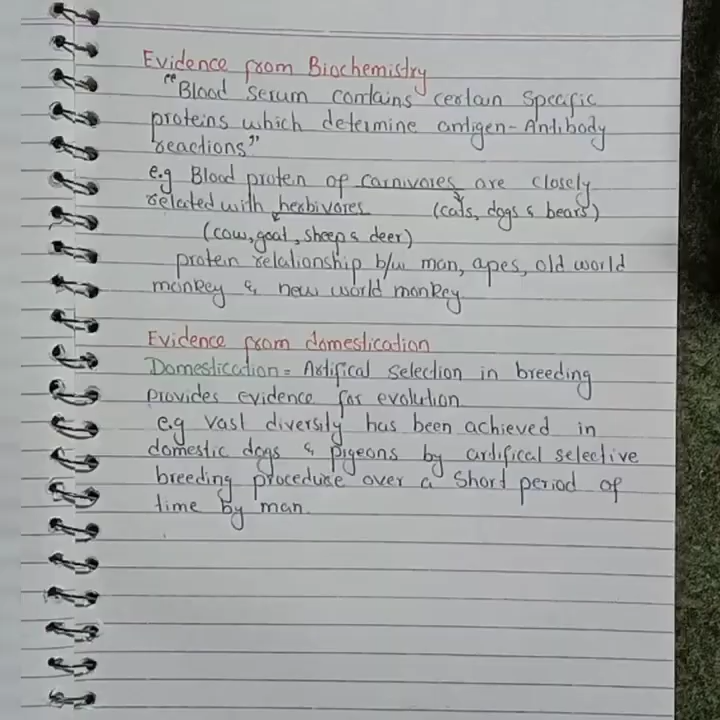 Evidence from Biochemistry
"Blood serum contains certain specific
proteins which determine antigen-Antibody
reactions"
e.g Blood protein of carnivores are closely
related with herbivores (cats, dogs & bears)
(cow, goat, sheep & deer)
protein relationship b/w man, apes, old world
monkey & new world monkey
Evidence from domestication
Domestication = Artifical selection in breeding
provides evidence for evolution
e.g vast diversity has been achieved in
domestic dogs & pigeons by artifical selective
breeding procedure over a short period of
time by man.